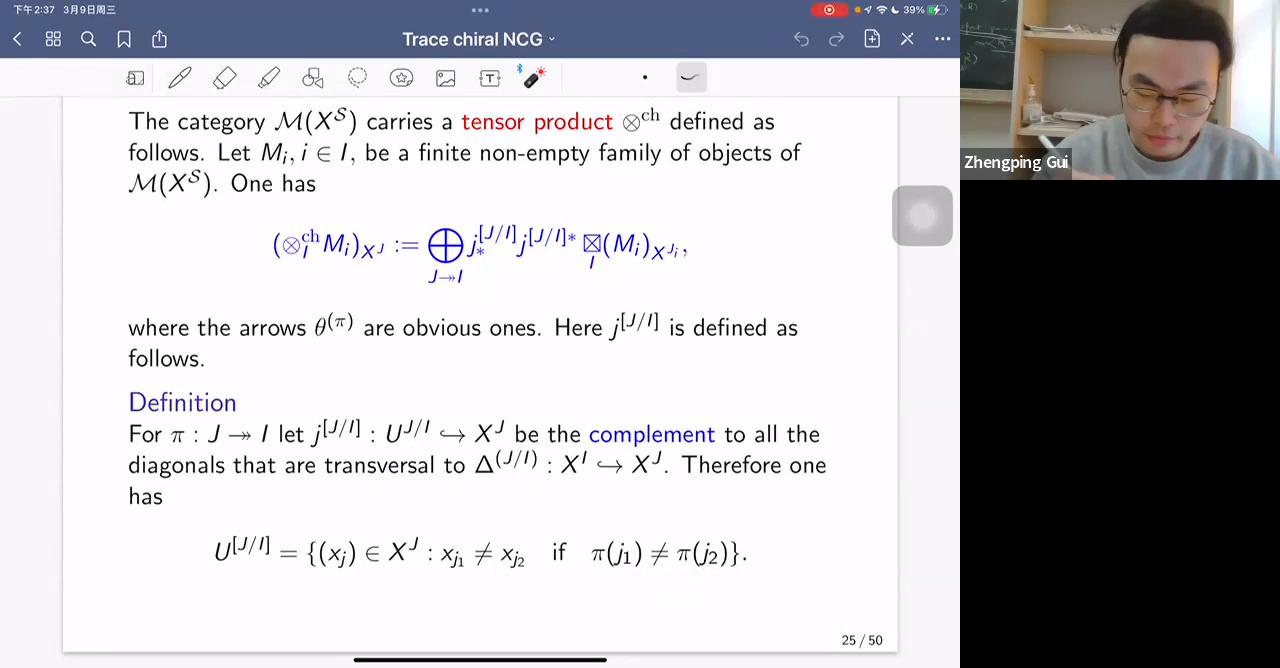 下午2:37 3月9日周三
39%
Trace chiral NCG
The category ℳ(X^𝒮) carries a tensor product ⊗^ch defined as
follows. Let M_i, i ∈ I, be a finite non-empty family of objects of
ℳ(X^𝒮). One has
(⊗_I^ch M_i)_{X^J} := ⊕_{J↠I} j_*^{[J/I]} j^{[J/I]*} ⊠_I (M_i)_{X^{J_i}},
where the arrows θ^(π) are obvious ones. Here j^[J/I] is defined as
follows.
Definition
For π : J ↠ I let j^[J/I] : U^{J/I} ↪ X^J be the complement to all the
diagonals that are transversal to Δ^(J/I) : X^I ↪ X^J. Therefore one
has
U^[J/I] = {(x_j) ∈ X^J : x_{j_1} ≠ x_{j_2} if π(j_1) ≠ π(j_2)}.
25 / 50
Zhengping Gui